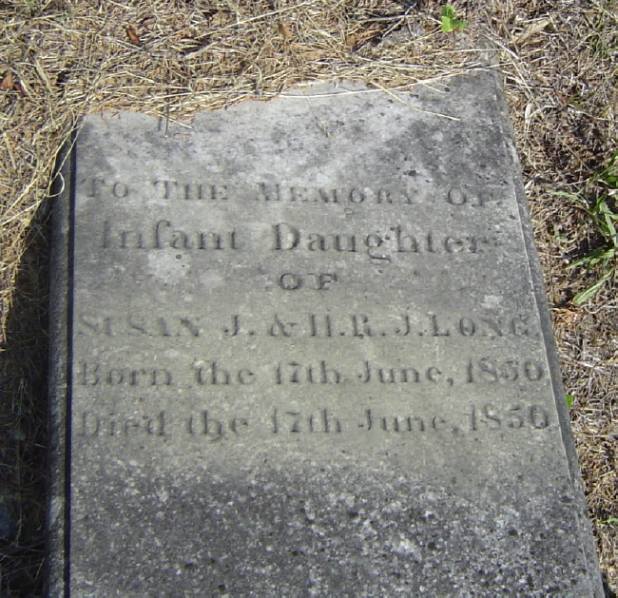 TO THE MEMORY OF
Infant Daughter
OF
SUSAN J. & H.R.J. LONG
Born the 17th June, 1850
Died the 17th June, 1850